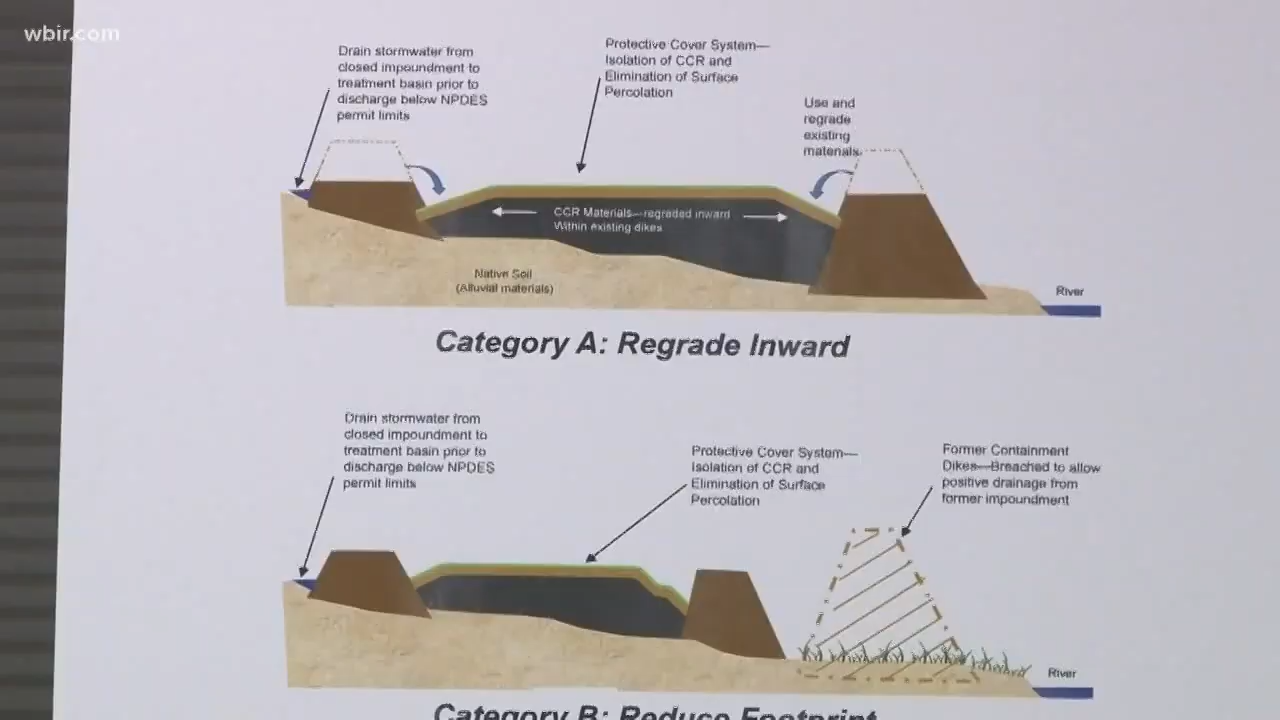 wbir.com
Drain stormwater from
closed impoundment to
treatment basin prior to
discharge below NPDES
permit limits
Protective Cover System—
Isolation of CCR and
Elimination of Surface
Percolation
Use and
regrade
existing
materials
CCR Materials—regraded inward
Within existing dikes
Native Soil
(Alluvial materials)
River
Category A: Regrade Inward
Drain stormwater from
closed impoundment to
treatment basin prior to
discharge below NPDES
permit limits
Protective Cover System—
Isolation of CCR and
Elimination of Surface
Percolation
Former Containment
Dikes—Breached to allow
positive drainage from
former impoundment
River
Category B: Reduce Footprint